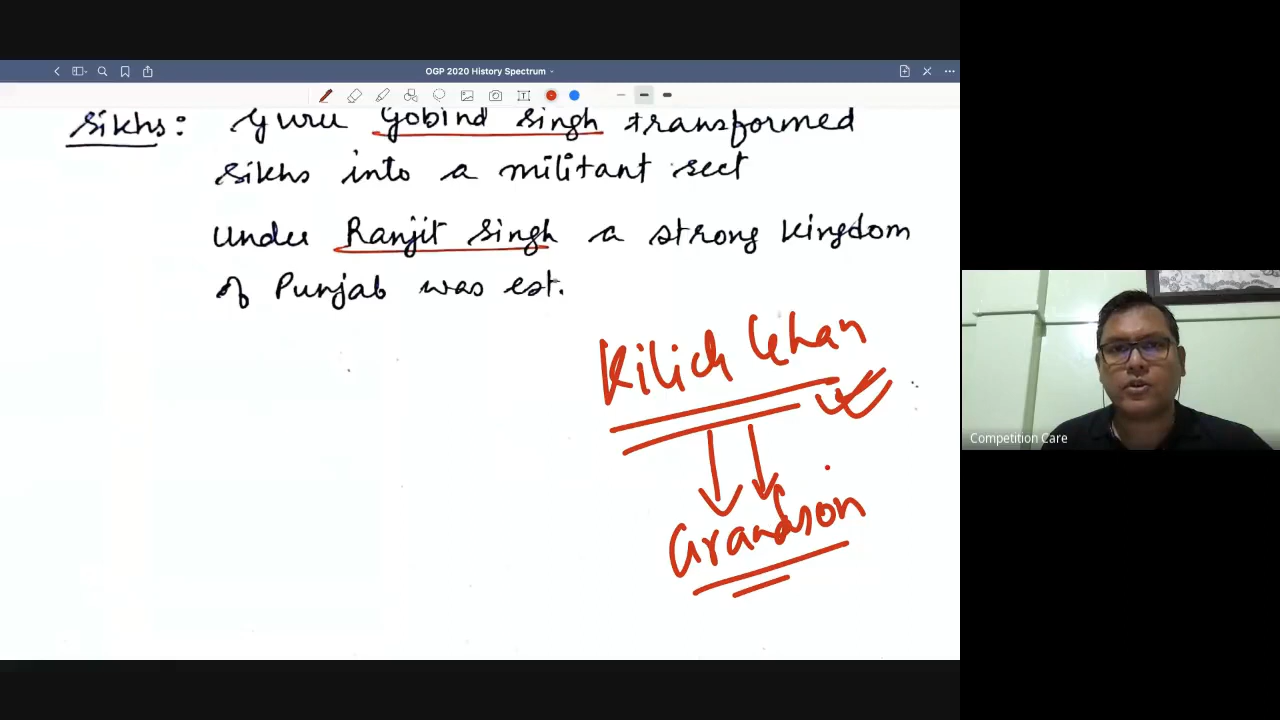 OGP 2020 History Spectrum
Sikhs: Guru Gobind Singh transformed
Sikhs into a militant sect
Under Ranjit Singh a strong kingdom
of Punjab was est.
Kilich Khan
Grandson
Competition Care